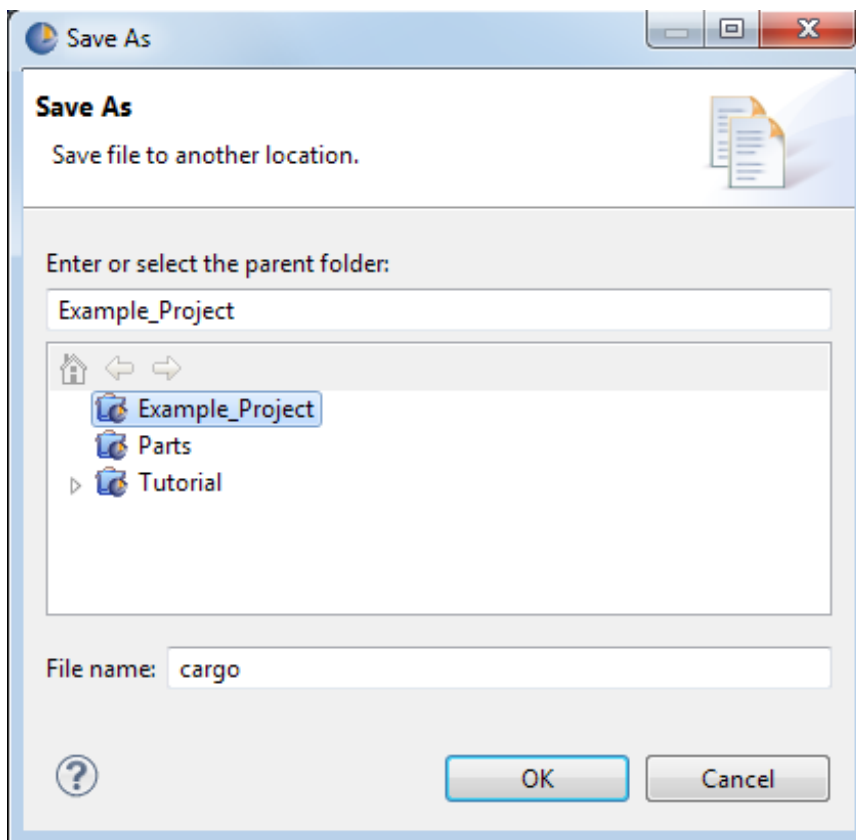 Save As
Save As
Save file to another location.
Enter or select the parent folder:
Example_Project
Example_Project
Parts
Tutorial
File name: cargo
OK Cancel